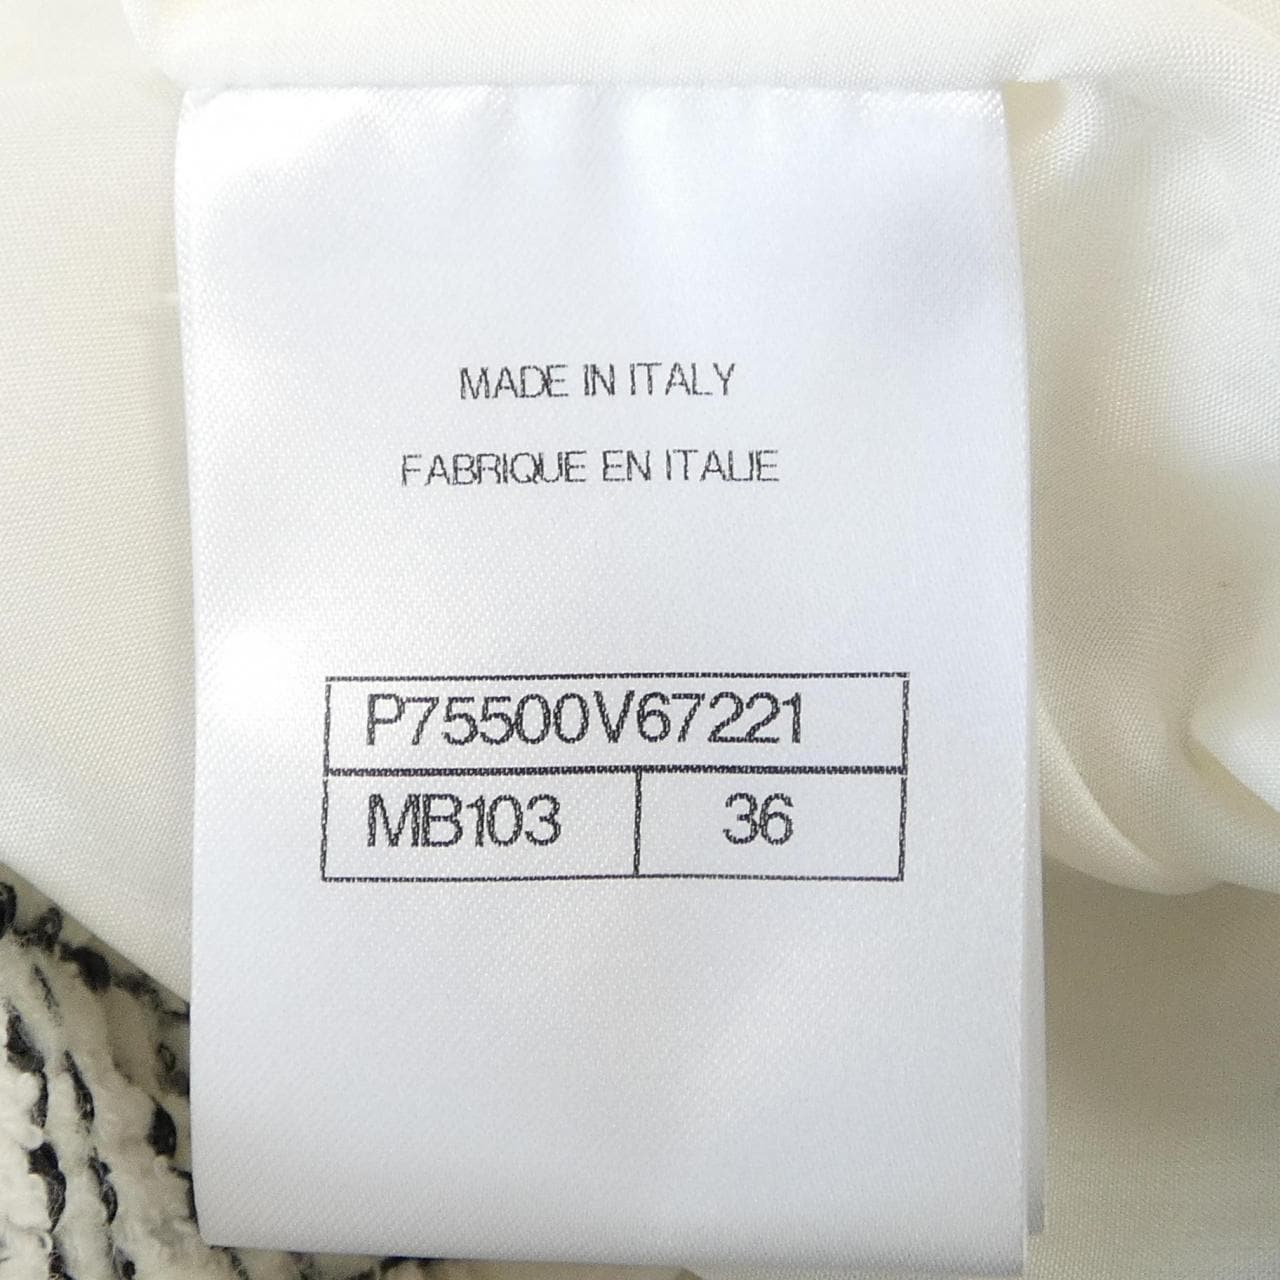 MADE IN ITALY
FABRIQUE EN ITALIE
P75500V67221
MB103 36